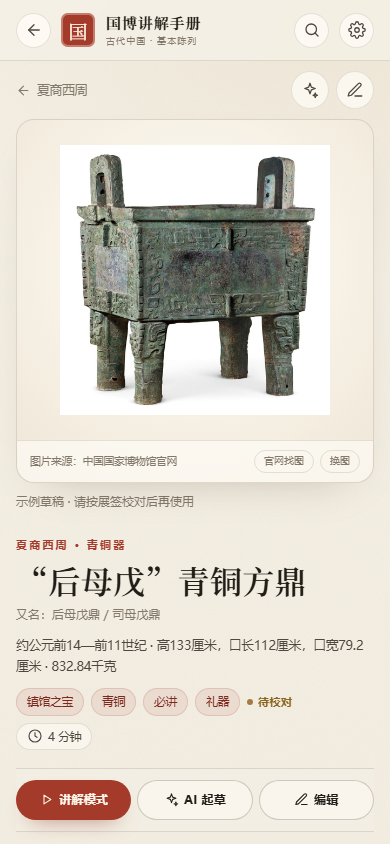 国
国博讲解手册
古代中国 · 基本陈列
夏商西周
图片来源：中国国家博物馆官网
官网找图
换图
示例草稿 · 请按展签校对后再使用
夏商西周 • 青铜器
“后母戊”青铜方鼎
又名：后母戊鼎 / 司母戊鼎
约公元前14—前11世纪 · 高133厘米，口长112厘米，口宽79.2
厘米 · 832.84千克
镇馆之宝
青铜
必讲
礼器
待校对
4 分钟
讲解模式
AI 起草
编辑